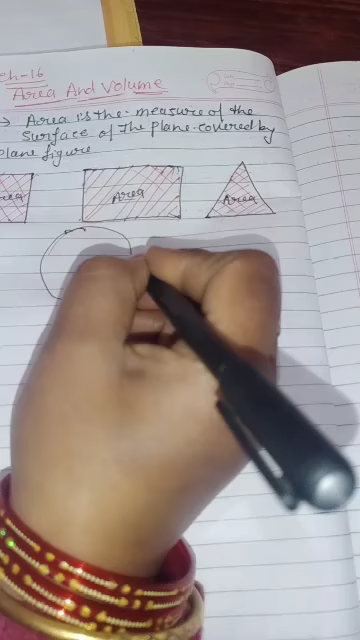 Ch-16
Area And Volume
→ Area is the measure of the
surface of The plane covered by
plane figure
Area
Area
Area